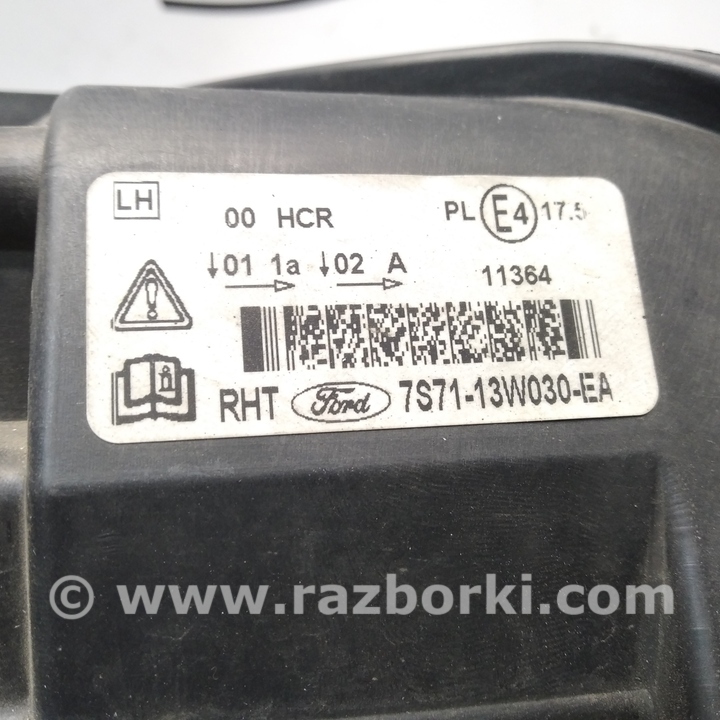 LH 00 HCR PL E4 17.5
↓01 1a ↓02 A 11364
RHT Ford 7S71-13W030-EA
© www.razborki.com